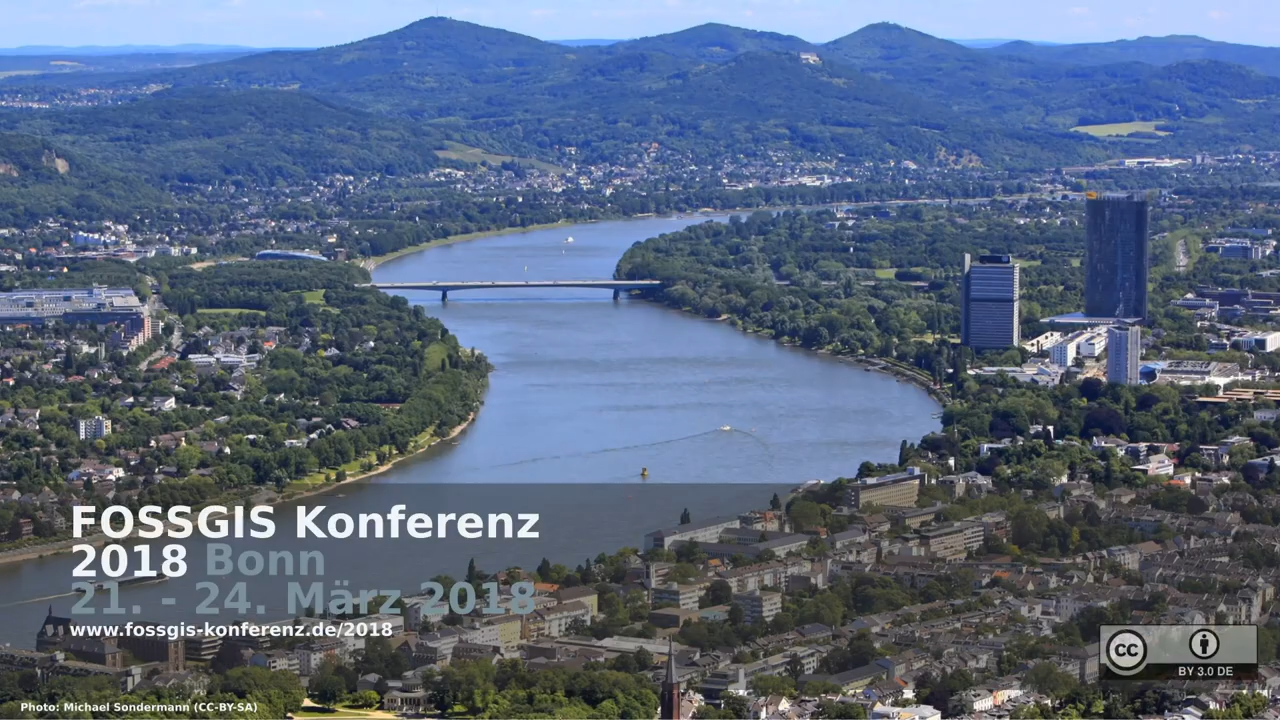 FOSSGIS Konferenz
2018 Bonn
21. - 24. März 2018
www.fossgis-konferenz.de/2018
cc
BY 3.0 DE
Photo: Michael Sondermann (CC-BY-SA)